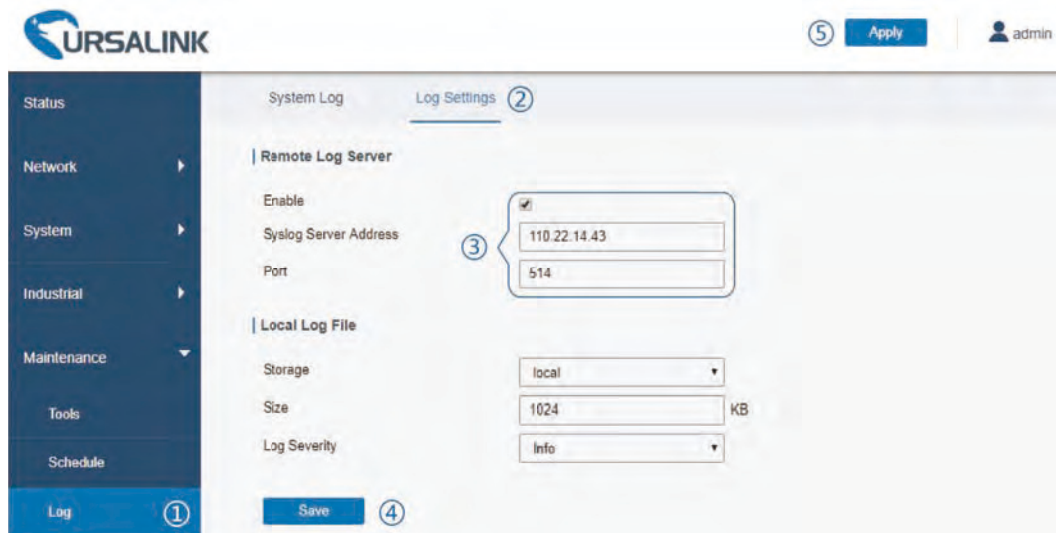 URSALINK
⑤ Apply admin
Status
System Log Log Settings ②
Network
Remote Log Server
Enable
System
Syslog Server Address 110.22.14.43
③
Port 514
Industrial
Local Log File
Maintenance
Storage local
Tools
Size 1024 KB
Schedule
Log Severity Info
Log ①
Save ④